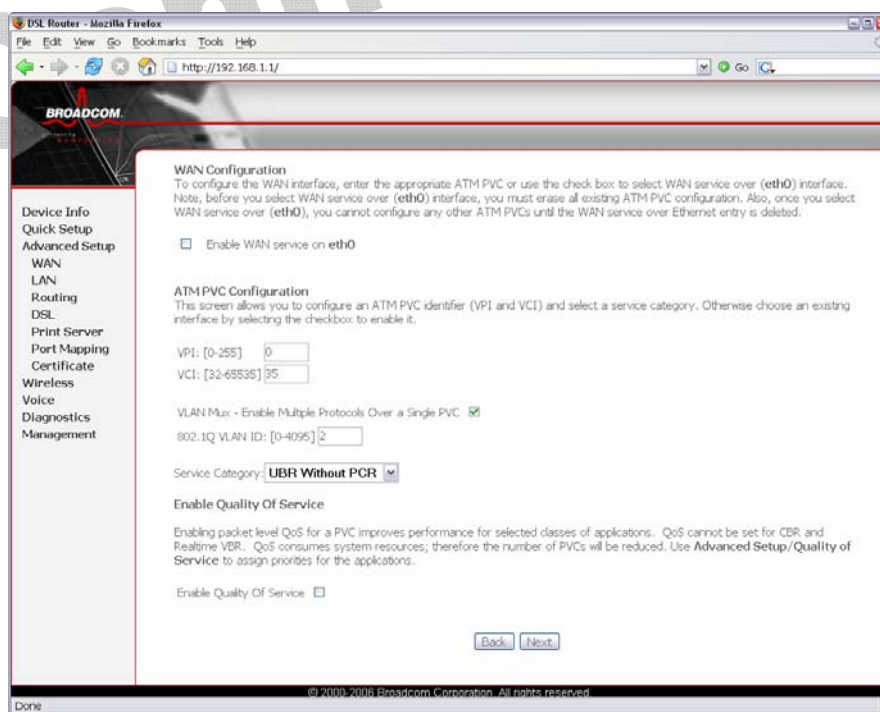 DSL Router - Mozilla Firefox
File Edit View Go Bookmarks Tools Help
http://192.168.1.1/
Go
BROADCOM.
Device Info
Quick Setup
Advanced Setup
WAN
LAN
Routing
DSL
Print Server
Port Mapping
Certificate
Wireless
Voice
Diagnostics
Management
WAN Configuration
To configure the WAN interface, enter the appropriate ATM PVC or use the check box to select WAN service over (eth0) interface.
Note, before you select WAN service over (eth0) interface, you must erase all existing ATM PVC configuration. Also, once you select
WAN service over (eth0), you cannot configure any other ATM PVCs until the WAN service over Ethernet entry is deleted.
Enable WAN service on eth0
ATM PVC Configuration
This screen allows you to configure an ATM PVC identifier (VPI and VCI) and select a service category. Otherwise choose an existing
interface by selecting the checkbox to enable it.
VPI: [0-255] 0
VCI: [32-65535] 35
VLAN Mux - Enable Multiple Protocols Over a Single PVC
802.1Q VLAN ID: [0-4095] 2
Service Category: UBR Without PCR
Enable Quality Of Service
Enabling packet level QoS for a PVC improves performance for selected classes of applications. QoS cannot be set for CBR and
Realtime VBR. QoS consumes system resources; therefore the number of PVCs will be reduced. Use Advanced Setup/Quality of
Service to assign priorities for the applications.
Enable Quality Of Service
Back Next
© 2000-2006 Broadcom Corporation. All rights reserved.
Done